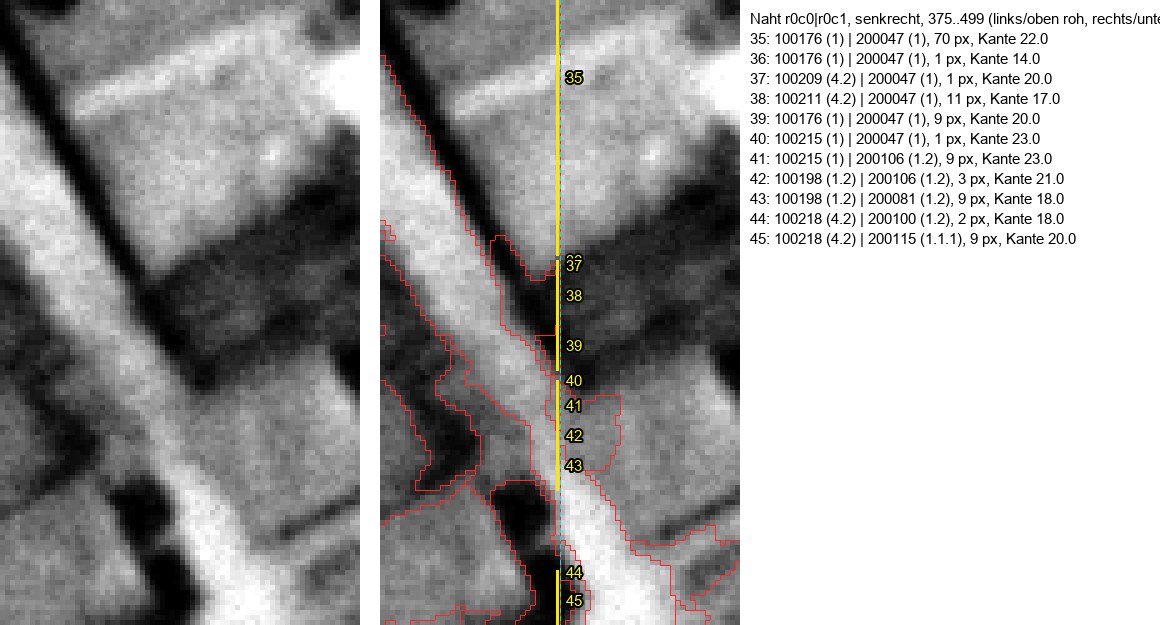 Naht r0c0|r0c1, senkrecht, 375..499 (links/oben roh, rechts/unte
35: 100176 (1) | 200047 (1), 70 px, Kante 22.0
36: 100176 (1) | 200047 (1), 1 px, Kante 14.0
37: 100209 (4.2) | 200047 (1), 1 px, Kante 20.0
38: 100211 (4.2) | 200047 (1), 11 px, Kante 17.0
39: 100176 (1) | 200047 (1), 9 px, Kante 20.0
40: 100215 (1) | 200047 (1), 1 px, Kante 23.0
41: 100215 (1) | 200106 (1.2), 9 px, Kante 23.0
42: 100198 (1.2) | 200106 (1.2), 3 px, Kante 21.0
43: 100198 (1.2) | 200081 (1.2), 9 px, Kante 18.0
44: 100218 (4.2) | 200100 (1.2), 2 px, Kante 18.0
45: 100218 (4.2) | 200115 (1.1.1), 9 px, Kante 20.0
35
37
38
39
40
41
42
43
44
45